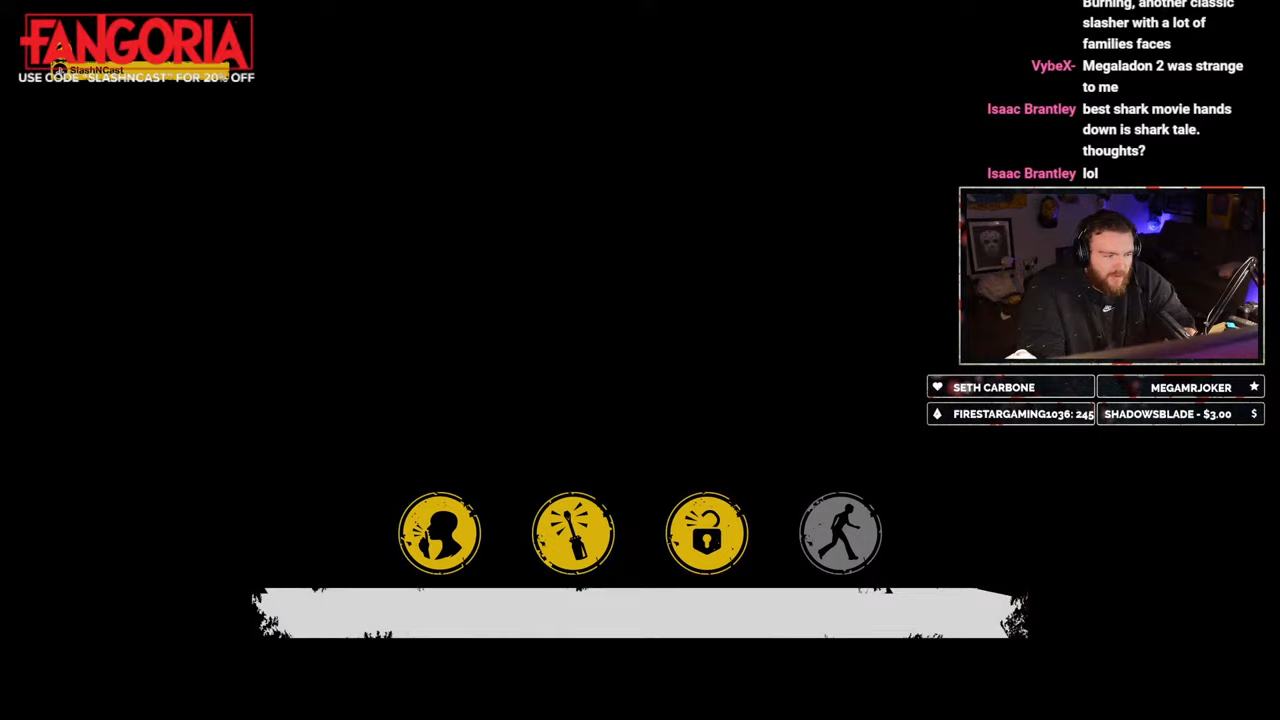 FANGORIA
SlashNCast
USE CODE "SLASHNCAST" FOR 20% OFF
Burning, another classic
slasher with a lot of
families faces
VybeX- Megaladon 2 was strange
to me
Isaac Brantley best shark movie hands
down is shark tale.
thoughts?
Isaac Brantley lol
SETH CARBONE
MEGAMRJOKER
FIRESTARGAMING1036: 245
SHADOWSBLADE - $3.00